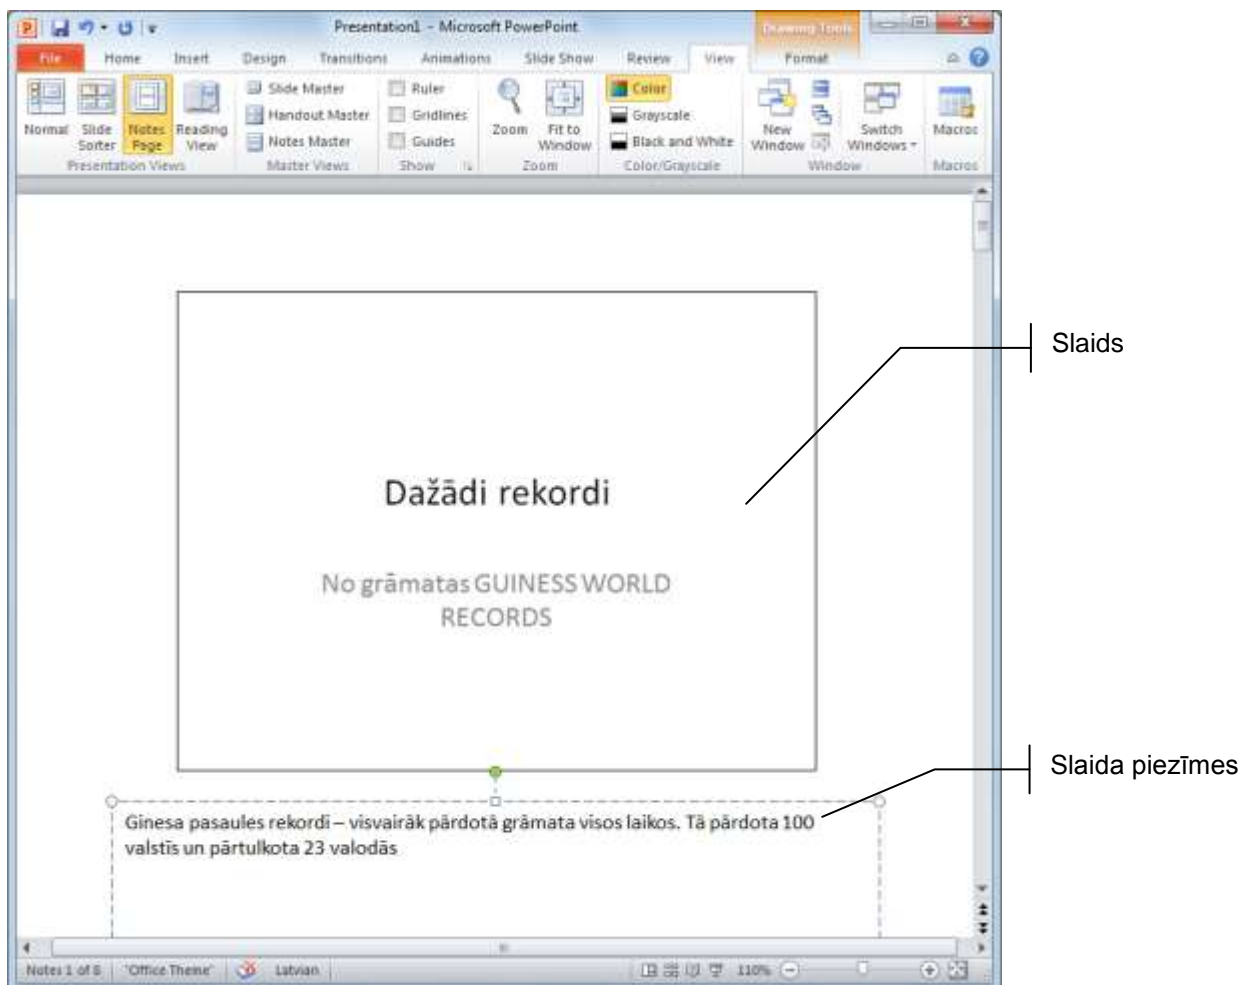 Presentation1 - Microsoft PowerPoint
Drawing Tools
File Home Insert Design Transitions Animations Slide Show Review View Format
Normal
Slide Sorter
Notes Page
Reading View
Presentation Views
Slide Master
Handout Master
Notes Master
Master Views
Ruler
Gridlines
Guides
Show
Zoom
Fit to Window
Zoom
Color
Grayscale
Black and White
Color/Grayscale
New Window
Switch Windows
Window
Macros
Macros
Slaids
Dažādi rekordi
No grāmatas GUINESS WORLD
RECORDS
Slaida piezīmes
Ginesa pasaules rekordi – visvairāk pārdotā grāmata visos laikos. Tā pārdota 100
valstīs un pārtulkota 23 valodās
Notes 1 of 6 "Office Theme" Latvian 110%